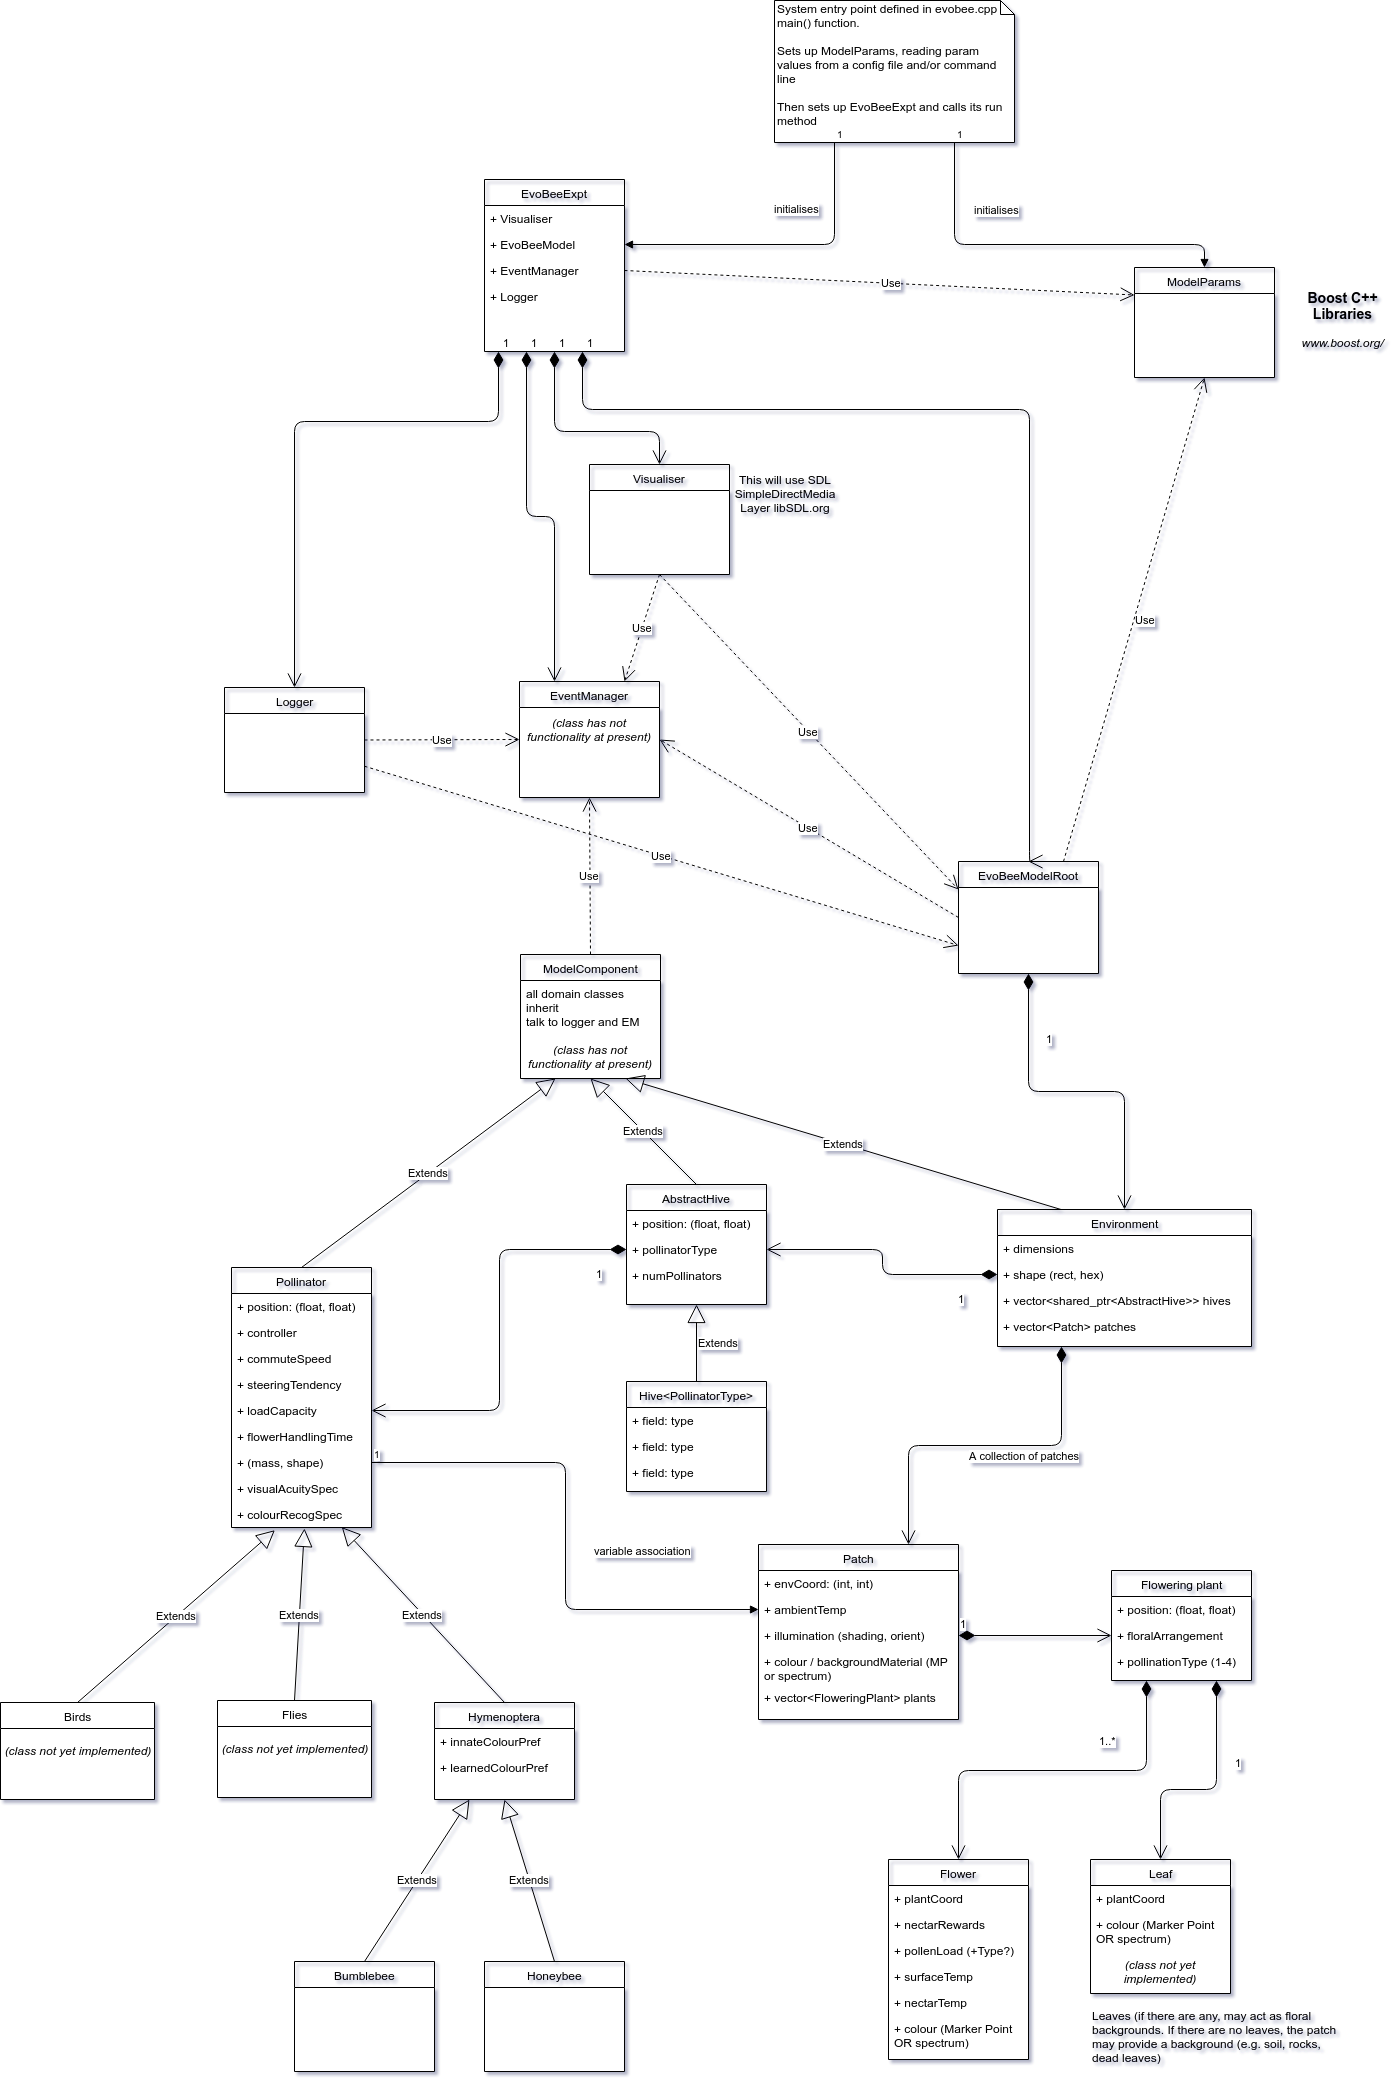 System entry point defined in evobee.cpp
main() function.
Sets up ModelParams, reading param
values from a config file and/or command
line
Then sets up EvoBeeExpt and calls its run
method
1
1
initialises
initialises
EvoBeeExpt
+ Visualiser
+ EvoBeeModel
+ EventManager
+ Logger
1
1
1
1
Use
ModelParams
Boost C++
Libraries
www.boost.org/
Visualiser
This will use SDL
SimpleDirectMedia
Layer libSDL.org
Use
Use
Logger
Use
EventManager
(class has not
functionality at present)
Use
Use
Use
Use
EvoBeeModelRoot
ModelComponent
all domain classes
inherit
talk to logger and EM
(class has not
functionality at present)
1
Extends
Extends
Extends
AbstractHive
+ position: (float, float)
+ pollinatorType
+ numPollinators
1
Environment
+ dimensions
+ shape (rect, hex)
+ vector<shared_ptr<AbstractHive>> hives
+ vector<Patch> patches
1
Pollinator
+ position: (float, float)
+ controller
+ commuteSpeed
+ steeringTendency
+ loadCapacity
+ flowerHandlingTime
+ (mass, shape)
+ visualAcuitySpec
+ colourRecogSpec
1
Extends
Hive<PollinatorType>
+ field: type
+ field: type
+ field: type
A collection of patches
variable association
Patch
+ envCoord: (int, int)
+ ambientTemp
+ illumination (shading, orient)
+ colour / backgroundMaterial (MP
or spectrum)
+ vector<FloweringPlant> plants
1
Flowering plant
+ position: (float, float)
+ floralArrangement
+ pollinationType (1-4)
Extends
Extends
Extends
Birds
(class not yet implemented)
Flies
(class not yet implemented)
Hymenoptera
+ innateColourPref
+ learnedColourPref
1..*
1
Extends
Extends
Bumblebee
Honeybee
Flower
+ plantCoord
+ nectarRewards
+ pollenLoad (+Type?)
+ surfaceTemp
+ nectarTemp
+ colour (Marker Point
OR spectrum)
Leaf
+ plantCoord
+ colour (Marker Point
OR spectrum)
(class not yet
implemented)
Leaves (if there are any, may act as floral
backgrounds. If there are no leaves, the patch
may provide a background (e.g. soil, rocks,
dead leaves)